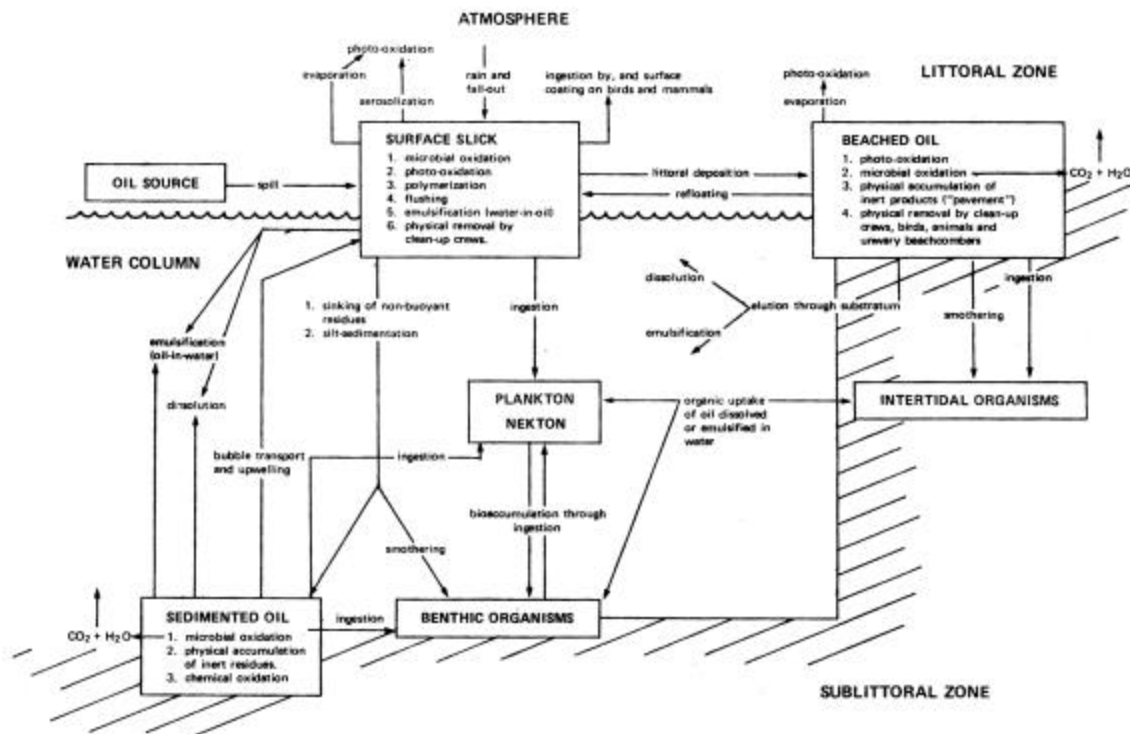 ATMOSPHERE
photo-oxidation
evaporation
aerosolization
rain and
fall-out
ingestion by, and surface
coating on birds and mammals
photo-oxidation
evaporation
LITTORAL ZONE
OIL SOURCE
spill
SURFACE SLICK
1. microbial oxidation
2. photo-oxidation
3. polymerization
4. flushing
5. emulsification (water-in-oil)
6. physical removal by
clean-up crews.
littoral deposition
refloating
BEACHED OIL
1. photo-oxidation
2. microbial oxidation
3. physical accumulation of
inert products ("pavement")
4. physical removal by clean-up
crews, birds, animals and
unwary beachcombers
CO₂ + H₂O
WATER COLUMN
1. sinking of non-buoyant
residues
2. silt-sedimentation
ingestion
dissolution
elution through substratum
emulsification
ingestion
smothering
emulsification
(oil-in-water)
dissolution
PLANKTON
NEKTON
organic uptake
of oil dissolved
or emulsified in
water
INTERTIDAL ORGANISMS
bubble transport
and upwelling
ingestion
bioaccumulation through
ingestion
smothering
SEDIMENTED OIL
1. microbial oxidation
2. physical accumulation
of inert residues.
3. chemical oxidation
CO₂ + H₂O
ingestion
BENTHIC ORGANISMS
SUBLITTORAL ZONE